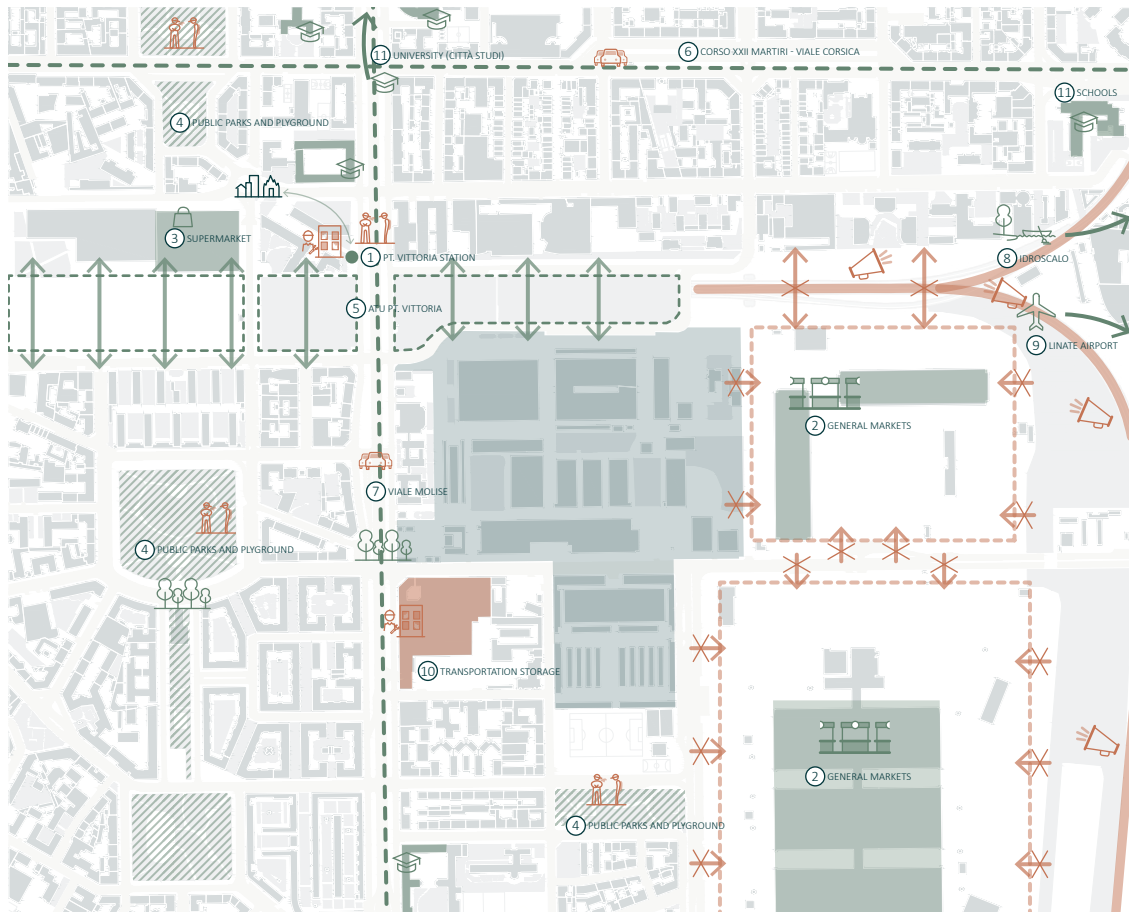 11 UNIVERSITY (CITTÀ STUDI)
6 CORSO XXII MARTIRI - VIALE CORSICA
11 SCHOOLS
4 PUBLIC PARKS AND PLYGROUND
3 SUPERMARKET
1 PT. VITTORIA STATION
8 IDROSCALO
5 ATU PT. VITTORIA
9 LINATE AIRPORT
2 GENERAL MARKETS
7 VIALE MOLISE
4 PUBLIC PARKS AND PLYGROUND
10 TRANSPORTATION STORAGE
2 GENERAL MARKETS
4 PUBLIC PARKS AND PLYGROUND